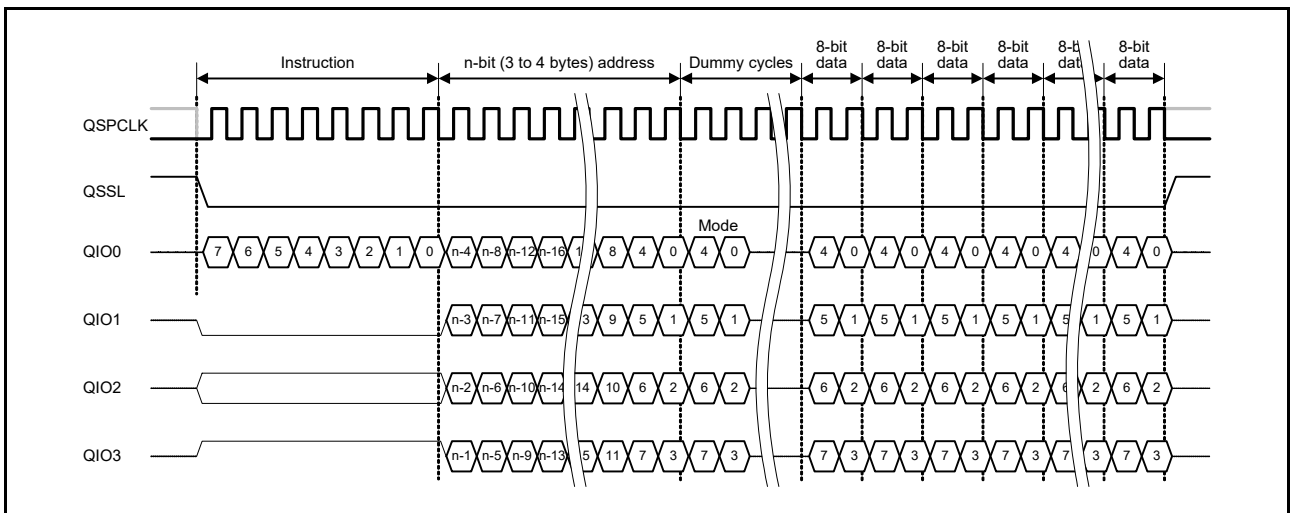 8-bit 8-bit 8-bit 8-bit 8-bit
Instruction n-bit (3 to 4 bytes) address Dummy cycles data data data data data
QSPCLK
QSSL
Mode
QIO0 7 6 5 4 3 2 1 0 n-4 n-8 n-12 n-16 8 4 0 4 0 4 0 4 0 4 0 4 0 4 0 4 0
QIO1 n-3 n-7 n-11 n-15 9 5 1 5 1 5 1 5 1 5 1 5 1 5 1 5 1
QIO2 n-2 n-6 n-10 n-14 14 10 6 2 6 2 6 2 6 2 6 2 6 2 6 2 6 2
QIO3 n-1 n-5 n-9 n-13 11 7 3 7 3 7 3 7 3 7 3 7 3 7 3 7 3